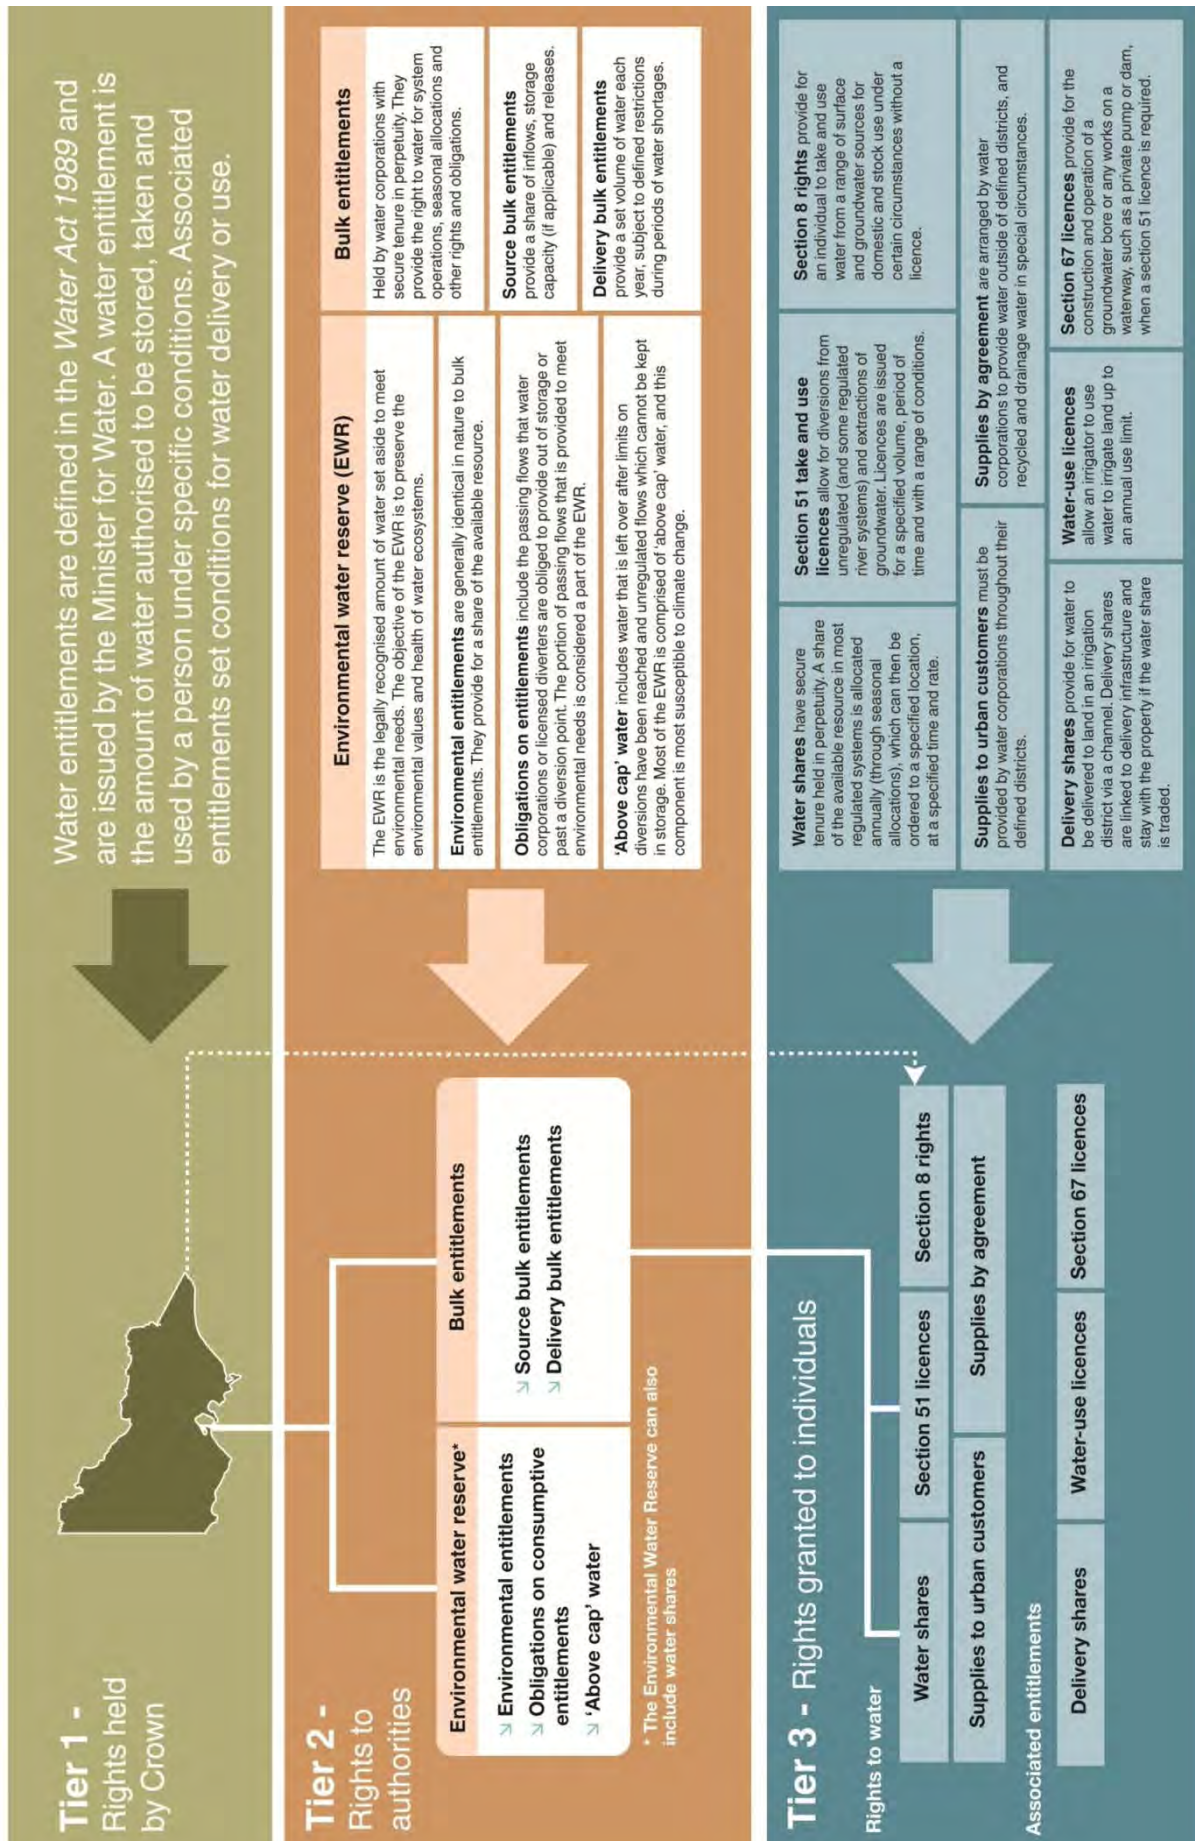 Tier 1 -
Rights held
by Crown
Water entitlements are defined in the Water Act 1989 and
are issued by the Minister for Water. A water entitlement is
the amount of water authorised to be stored, taken and
used by a person under specific conditions. Associated
entitlements set conditions for water delivery or use.
Tier 2 -
Rights to
authorities
Environmental water reserve*
↘ Environmental entitlements
↘ Obligations on consumptive
entitlements
↘ 'Above cap' water
Bulk entitlements
↘ Source bulk entitlements
↘ Delivery bulk entitlements
* The Environmental Water Reserve can also
include water shares
Environmental water reserve (EWR)
The EWR is the legally recognised amount of water set aside to meet
environmental needs. The objective of the EWR is to preserve the
environmental values and health of water ecosystems.
Environmental entitlements are generally identical in nature to bulk
entitlements. They provide for a share of the available resource.
Obligations on entitlements include the passing flows that water
corporations or licensed diverters are obliged to provide out of storage or
past a diversion point. The portion of passing flows that is provided to meet
environmental needs is considered a part of the EWR.
'Above cap' water includes water that is left over after limits on
diversions have been reached and unregulated flows which cannot be kept
in storage. Most of the EWR is comprised of 'above cap' water, and this
component is most susceptible to climate change.
Bulk entitlements
Held by water corporations with
secure tenure in perpetuity. They
provide the right to water for system
operations, seasonal allocations and
other rights and obligations.
Source bulk entitlements
provide a share of inflows, storage
capacity (if applicable) and releases.
Delivery bulk entitlements
provide a set volume of water each
year, subject to defined restrictions
during periods of water shortages.
Tier 3 - Rights granted to individuals
Rights to water
Water shares
Section 51 licences
Section 8 rights
Supplies to urban customers
Supplies by agreement
Associated entitlements
Delivery shares
Water-use licences
Section 67 licences
Water shares have secure
tenure held in perpetuity. A share
of the available resource in most
regulated systems is allocated
annually (through seasonal
allocations), which can then be
ordered to a specified location,
at a specified time and rate.
Section 51 take and use
licences allow for diversions from
unregulated (and some regulated
river systems) and extractions of
groundwater. Licences are issued
for a specified volume, period of
time and with a range of conditions.
Section 8 rights provide for
an individual to take and use
water from a range of surface
and groundwater sources for
domestic and stock use under
certain circumstances without a
licence.
Supplies to urban customers must be
provided by water corporations throughout their
defined districts.
Supplies by agreement are arranged by water
corporations to provide water outside of defined districts, and
recycled and drainage water in special circumstances.
Delivery shares provide for water to
be delivered to land in an irrigation
district via a channel. Delivery shares
are linked to delivery infrastructure and
stay with the property if the water share
is traded.
Water-use licences
allow an irrigator to use
water to irrigate land up to
an annual use limit.
Section 67 licences provide for the
construction and operation of a
groundwater bore or any works on a
waterway, such as a private pump or dam,
when a section 51 licence is required.